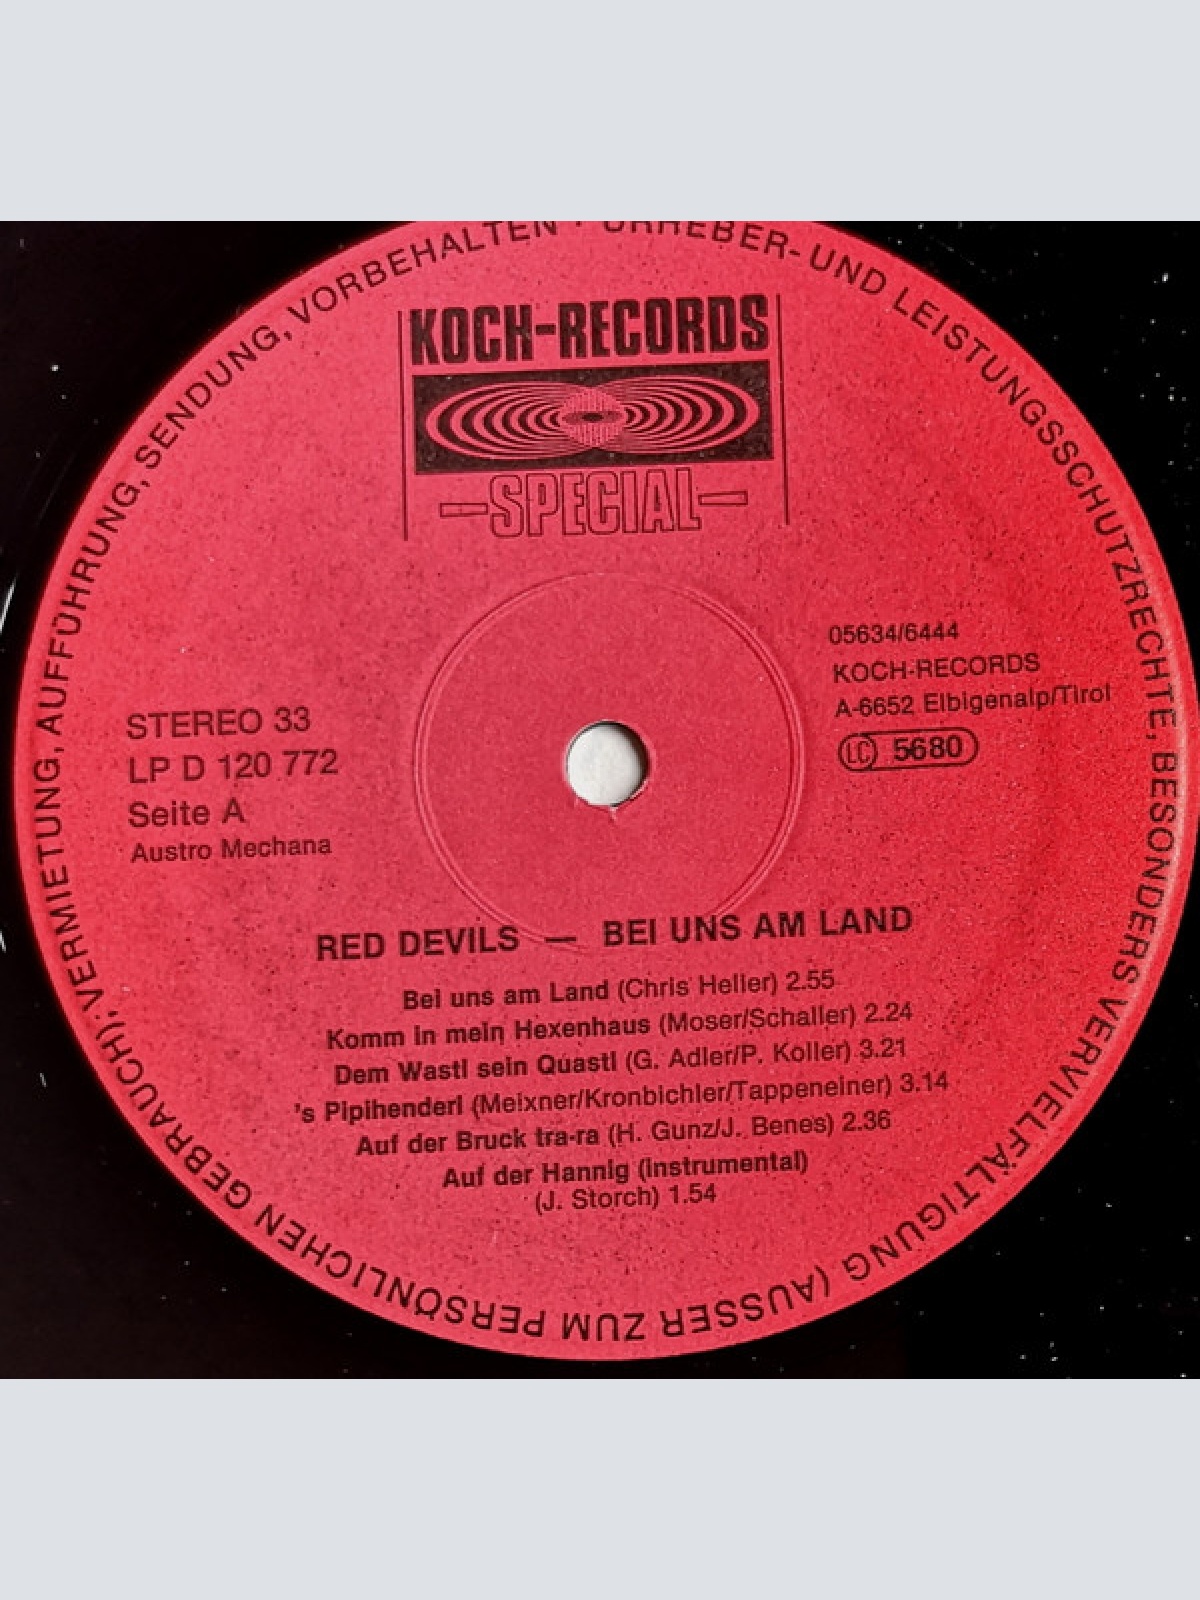 URHEBER- UND LEISTUNGSSCHUTZRECHTE, BESONDERS VERVIELFÄLTIGUNG (AUSSER ZUM PERSÖNLICHEN GEBRAUCH); VERMIETUNG, AUFFÜHRUNG, SENDUNG, VORBEHALTEN ·
KOCH-RECORDS
—SPECIAL—
05634/6444
KOCH-RECORDS
A-6652 Elbigenalp/Tirol
LC 5680
STEREO 33
LP D 120 772
Seite A
Austro Mechana
RED DEVILS — BEI UNS AM LAND
Bei uns am Land (Chris Heller) 2.55
Komm in mein Hexenhaus (Moser/Schaller) 2.24
Dem Wastl sein Quastl (G. Adler/P. Koller) 3.21
's Pipihenderl (Meixner/Kronbichler/Tappeneiner) 3.14
Auf der Bruck tra-ra (H. Gunz/J. Benes) 2.36
Auf der Hannig (instrumental)
(J. Storch) 1.54